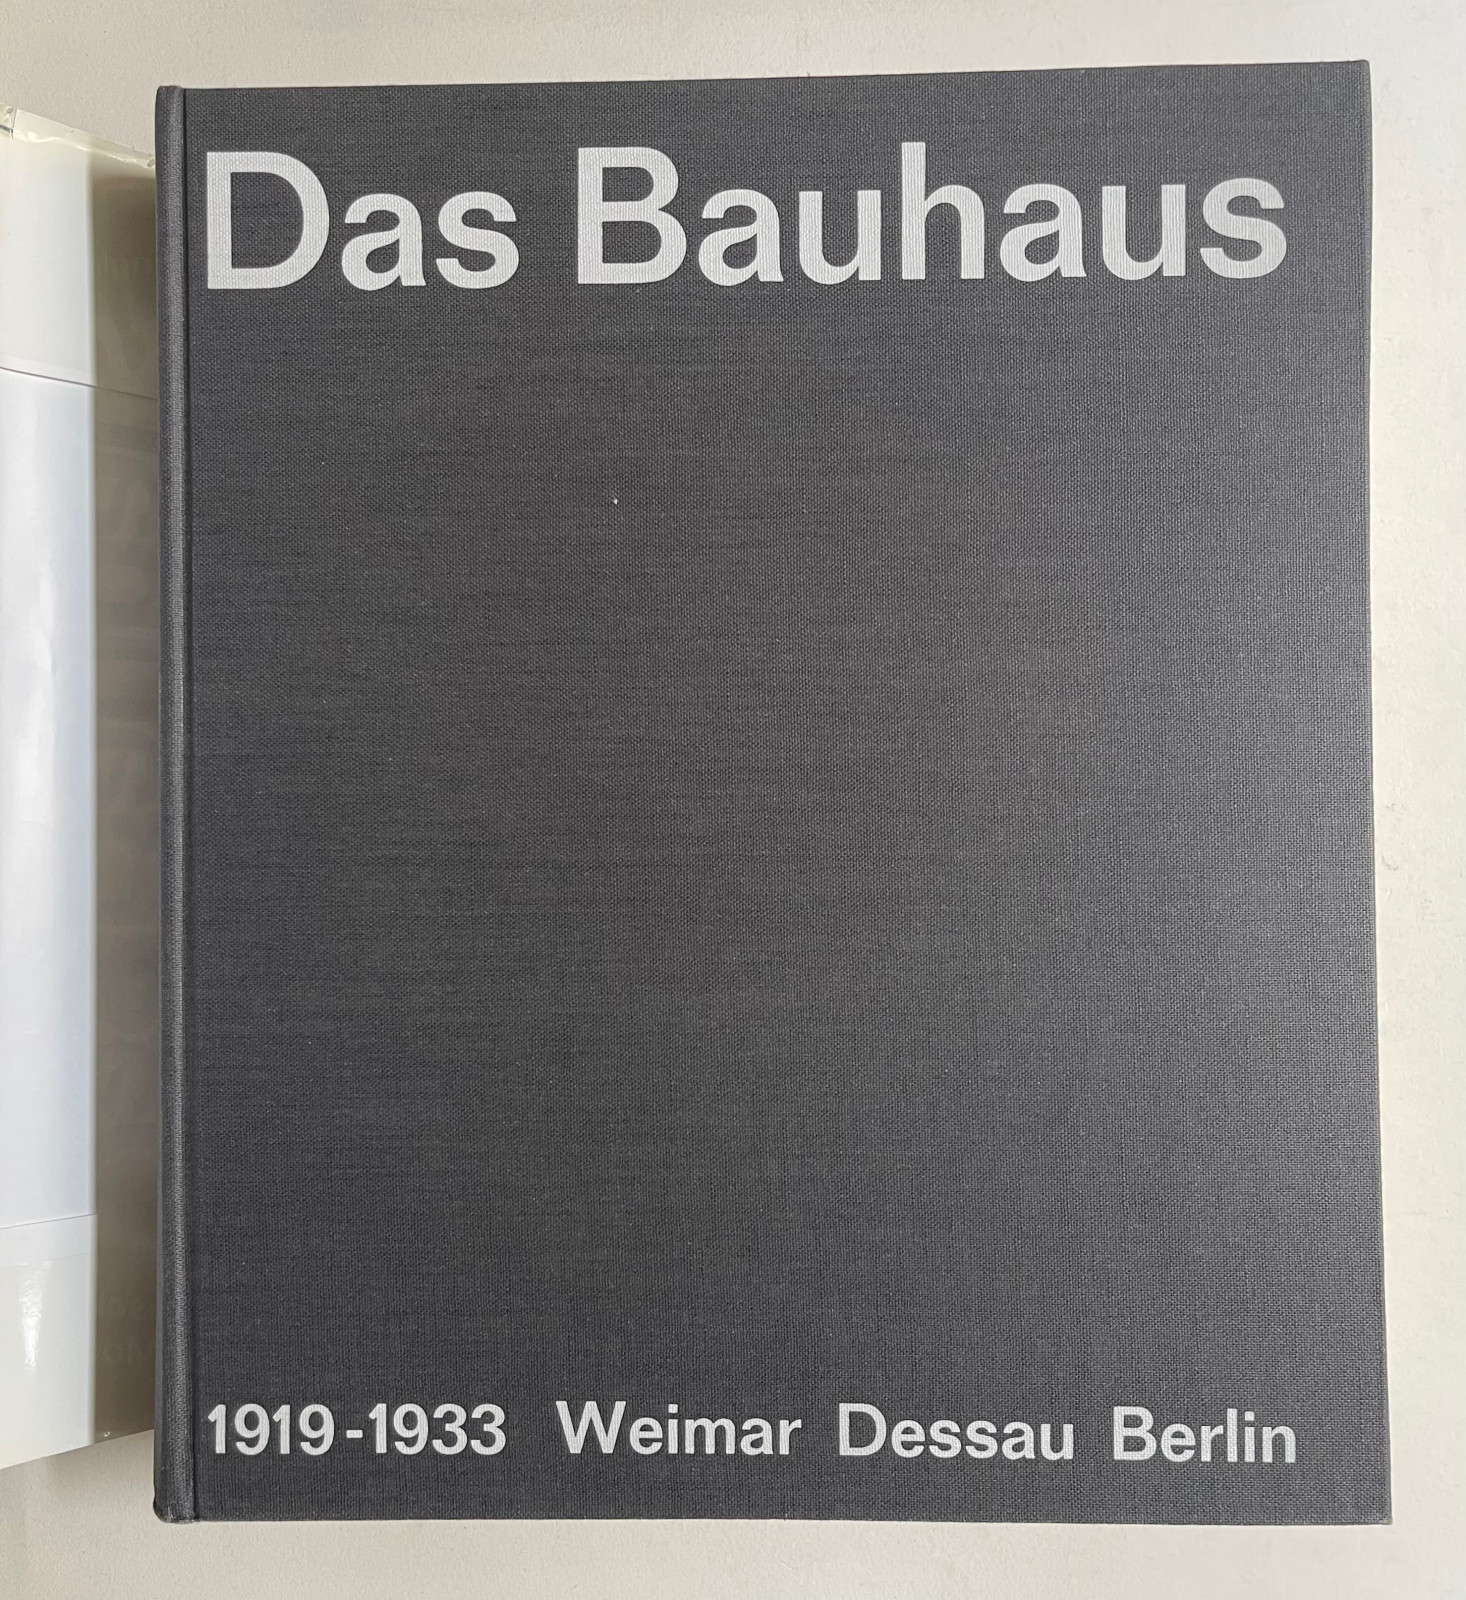 Das Bauhaus
1919-1933 Weimar Dessau Berlin